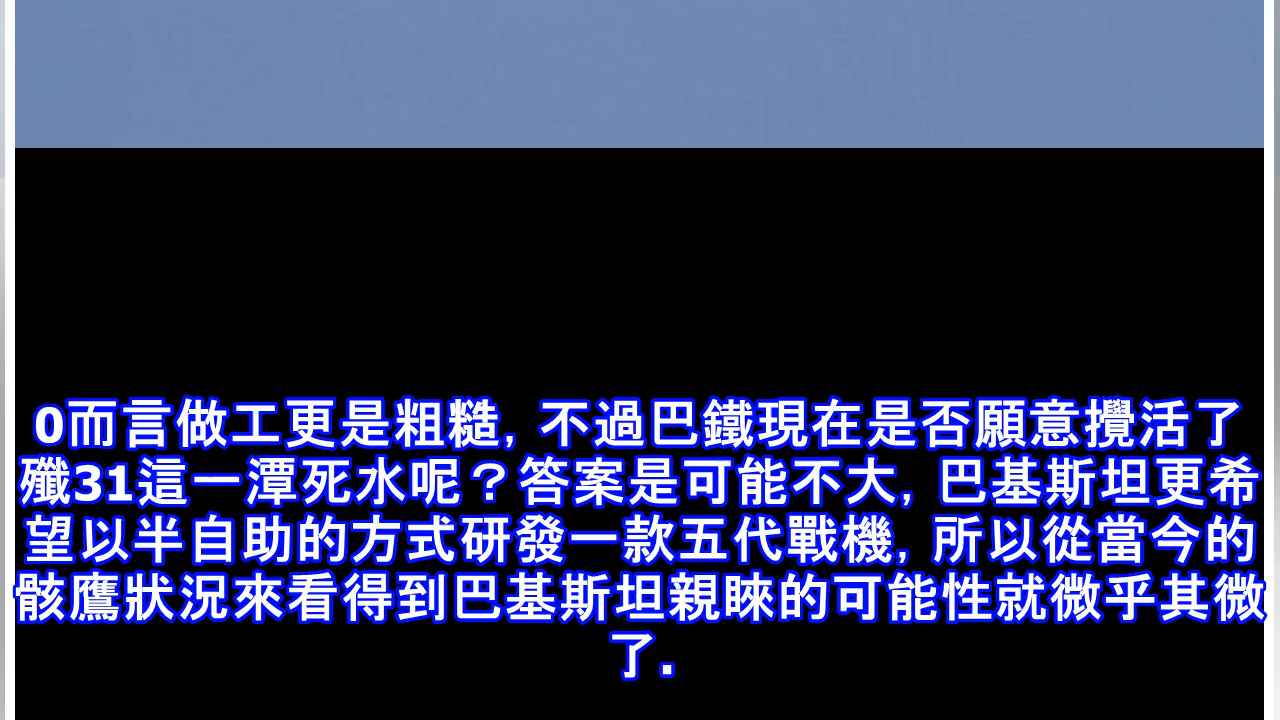 0而言做工更是粗糙, 不過巴鐵現在是否願意攪活了
殲31這一潭死水呢？答案是可能不大, 巴基斯坦更希
望以半自助的方式研發一款五代戰機, 所以從當今的
骸鷹狀況來看得到巴基斯坦親睞的可能性就微乎其微
了.